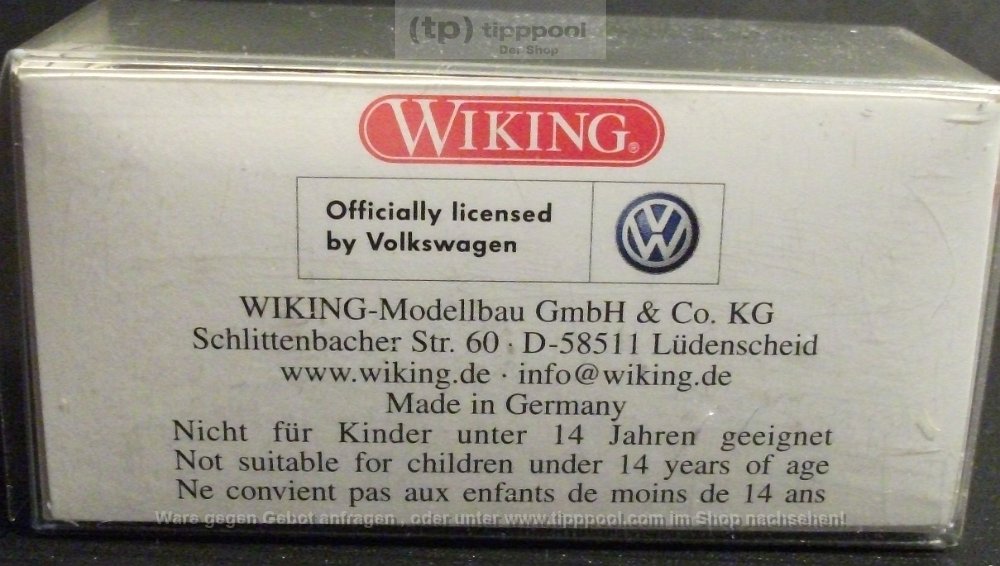 (tp) tipppool
Der Shop
WIKING®
Officially licensed
by Volkswagen
VW
WIKING-Modellbau GmbH & Co. KG
Schlittenbacher Str. 60 · D-58511 Lüdenscheid
www.wiking.de · info@wiking.de
Made in Germany
Nicht für Kinder unter 14 Jahren geeignet
Not suitable for children under 14 years of age
Ne convient pas aux enfants de moins de 14 ans
Ware gegen Gebot anfragen , oder unter www.tipppool.com im Shop nachsehen!